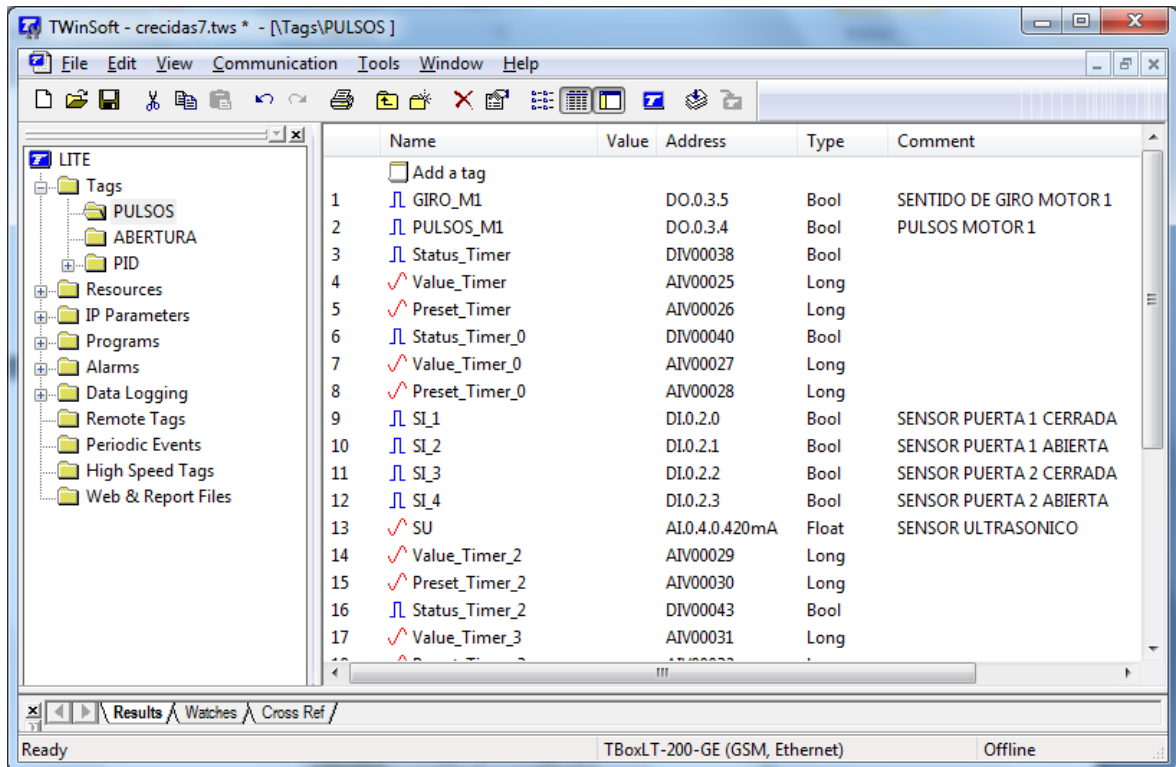 TWinSoft - crecidas7.tws * - [\Tags\PULSOS ]
File Edit View Communication Tools Window Help
LITE
Tags
PULSOS
ABERTURA
PID
Resources
IP Parameters
Programs
Alarms
Data Logging
Remote Tags
Periodic Events
High Speed Tags
Web & Report Files
Name Value Address Type Comment
Add a tag
1 GIRO_M1 DO.0.3.5 Bool SENTIDO DE GIRO MOTOR 1
2 PULSOS_M1 DO.0.3.4 Bool PULSOS MOTOR 1
3 Status_Timer DIV00038 Bool
4 Value_Timer AIV00025 Long
5 Preset_Timer AIV00026 Long
6 Status_Timer_0 DIV00040 Bool
7 Value_Timer_0 AIV00027 Long
8 Preset_Timer_0 AIV00028 Long
9 SI_1 DI.0.2.0 Bool SENSOR PUERTA 1 CERRADA
10 SI_2 DI.0.2.1 Bool SENSOR PUERTA 1 ABIERTA
11 SI_3 DI.0.2.2 Bool SENSOR PUERTA 2 CERRADA
12 SI_4 DI.0.2.3 Bool SENSOR PUERTA 2 ABIERTA
13 SU AI.0.4.0.420mA Float SENSOR ULTRASONICO
14 Value_Timer_2 AIV00029 Long
15 Preset_Timer_2 AIV00030 Long
16 Status_Timer_2 DIV00043 Bool
17 Value_Timer_3 AIV00031 Long
Results Watches Cross Ref
Ready TBoxLT-200-GE (GSM, Ethernet) Offline